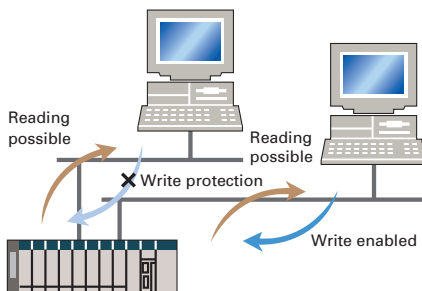 Reading
possible
Reading
possible
Write protection
Write enabled